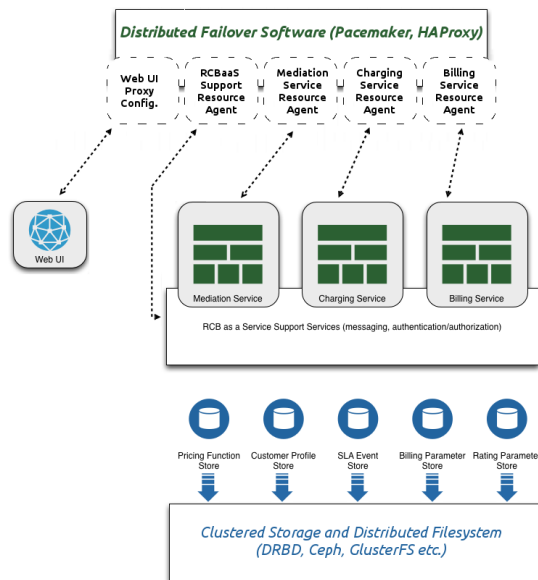 Distributed Failover Software (Pacemaker, HAProxy)
Web UI
Proxy
Config.
RCBaaS
Support
Resource
Agent
Mediation
Service
Resource
Agent
Charging
Service
Resource
Agent
Billing
Service
Resource
Agent
Web UI
Mediation Service
Charging Service
Billing Service
RCB as a Service Support Services (messaging, authentication/authorization)
Pricing Function
Store
Customer Profile
Store
SLA Event
Store
Billing Parameter
Store
Rating Paramete
Store
Clustered Storage and Distributed Filesystem
(DRBD, Ceph, GlusterFS etc.)